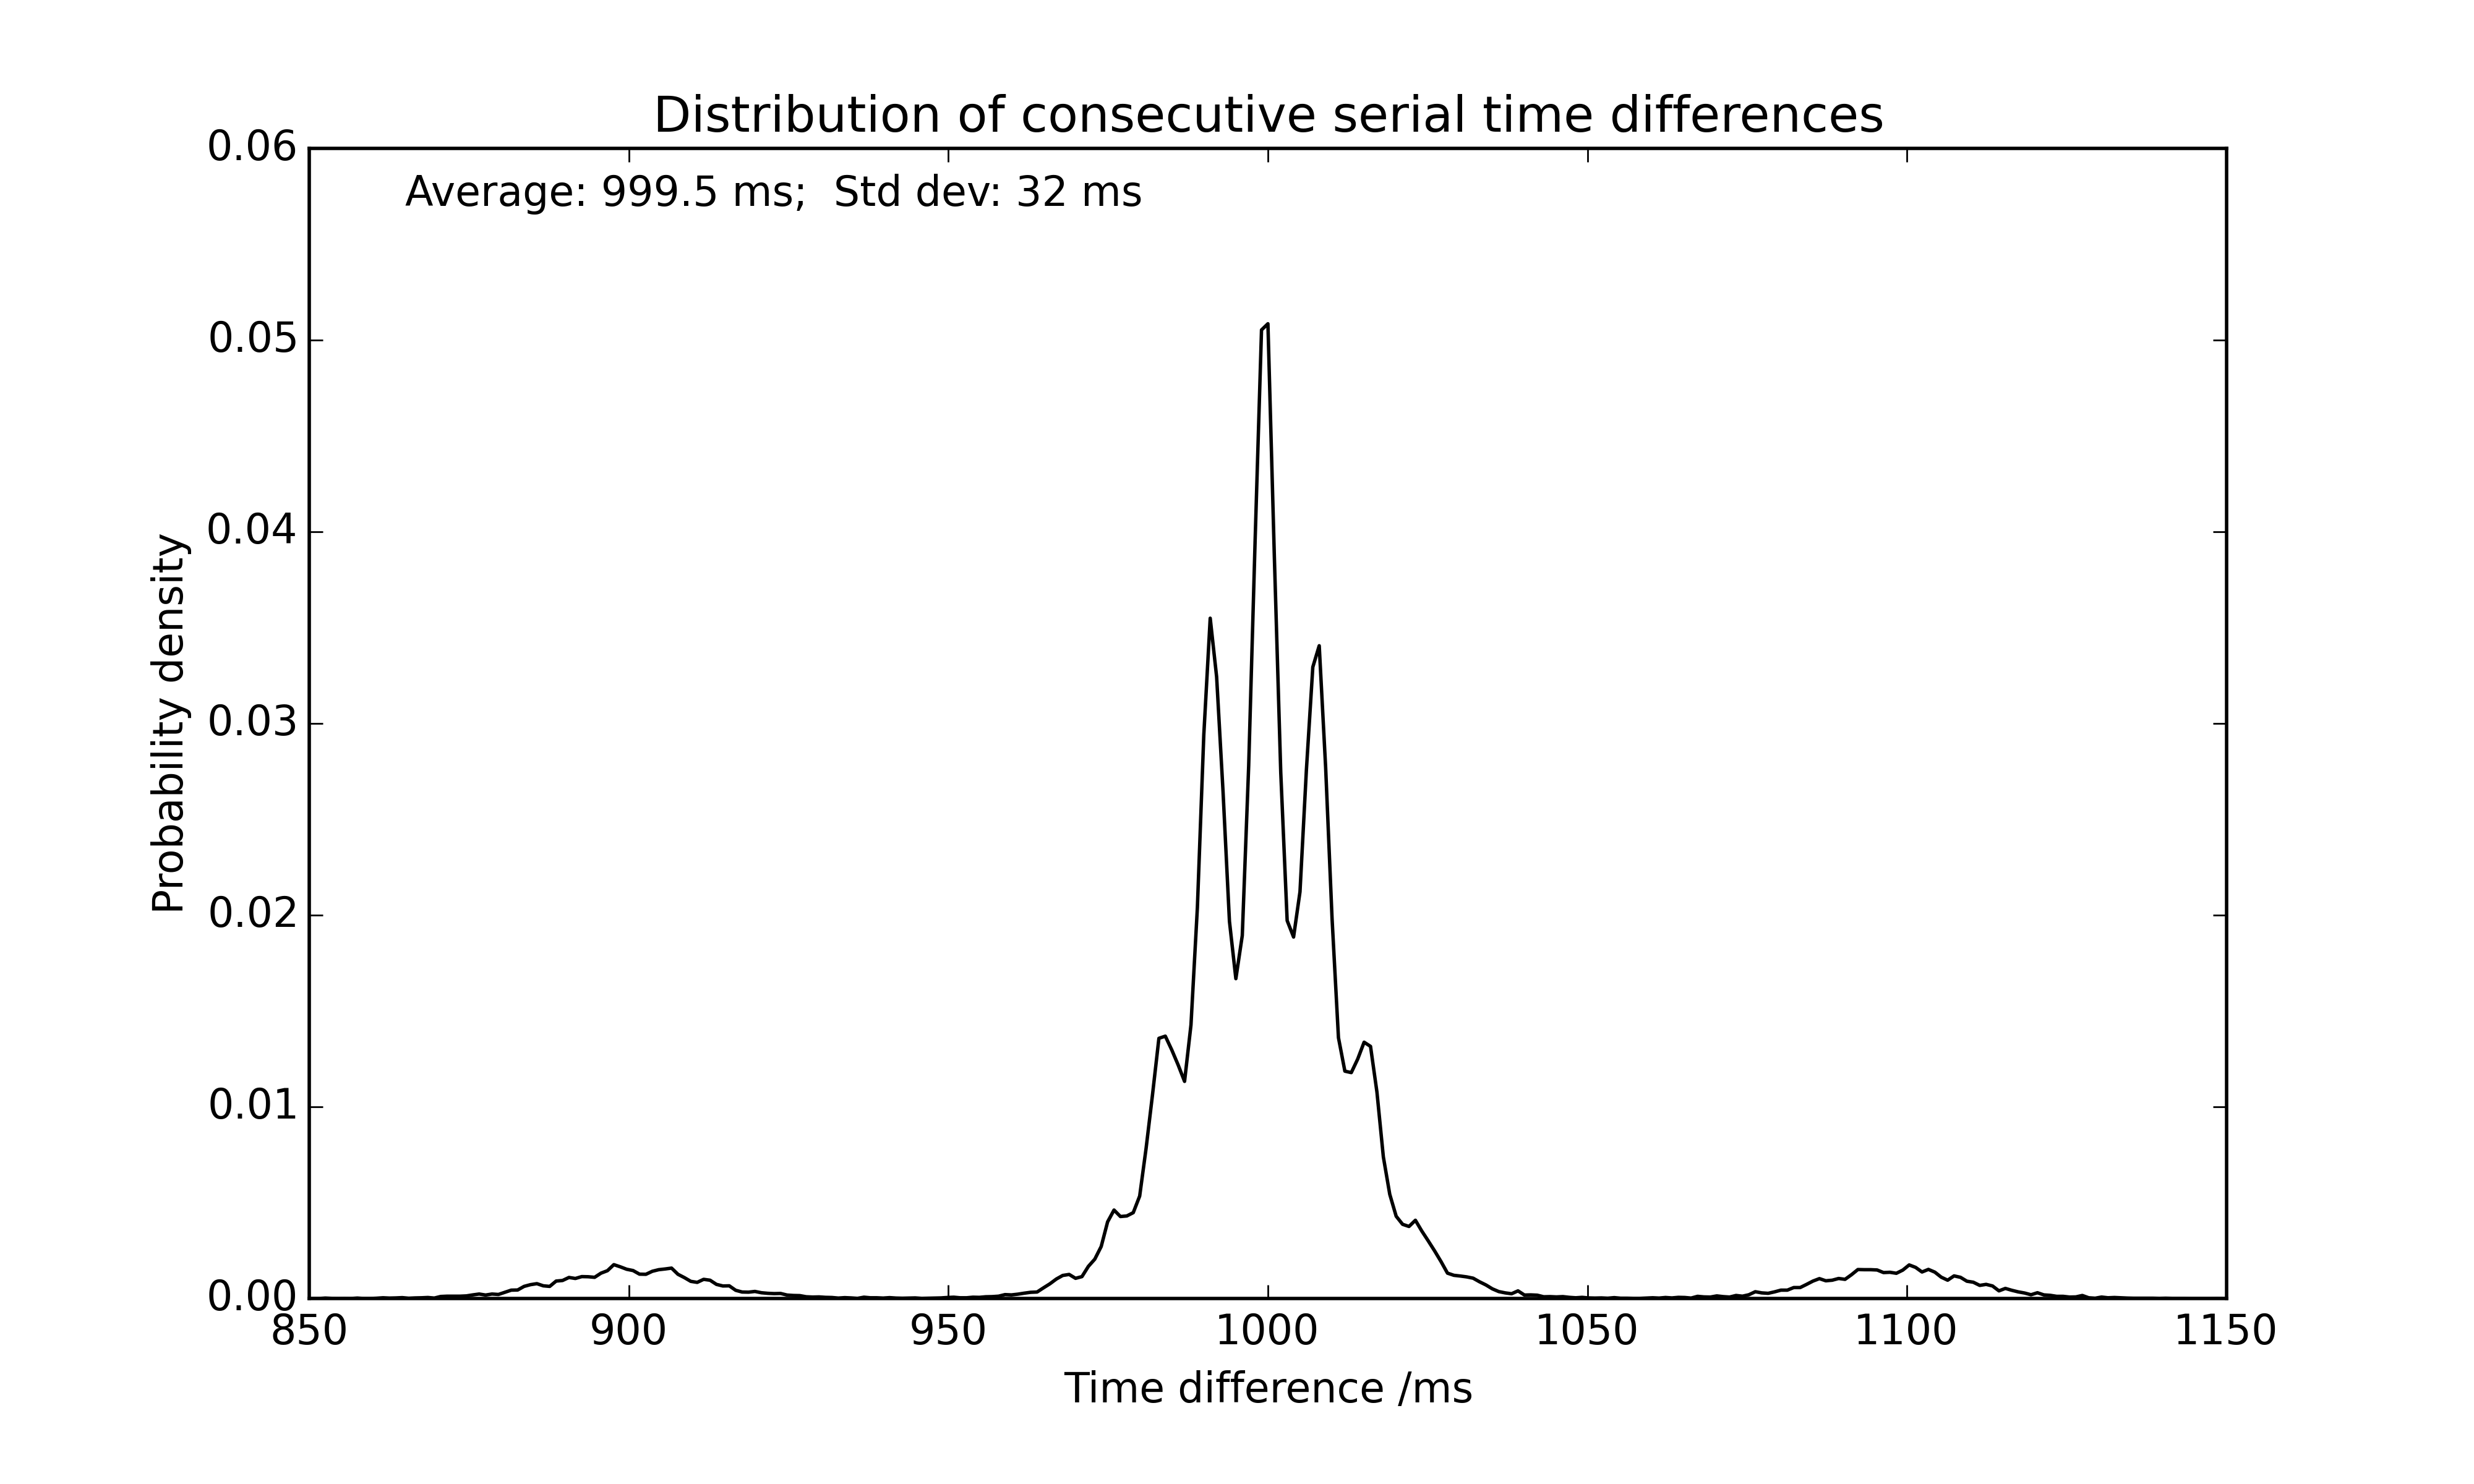 Distribution of consecutive serial time differences
Average: 999.5 ms;  Std dev: 32 ms
0.06
0.05
0.04
0.03
0.02
0.01
0.00
Probability density
850 900 950 1000 1050 1100 1150
Time difference /ms